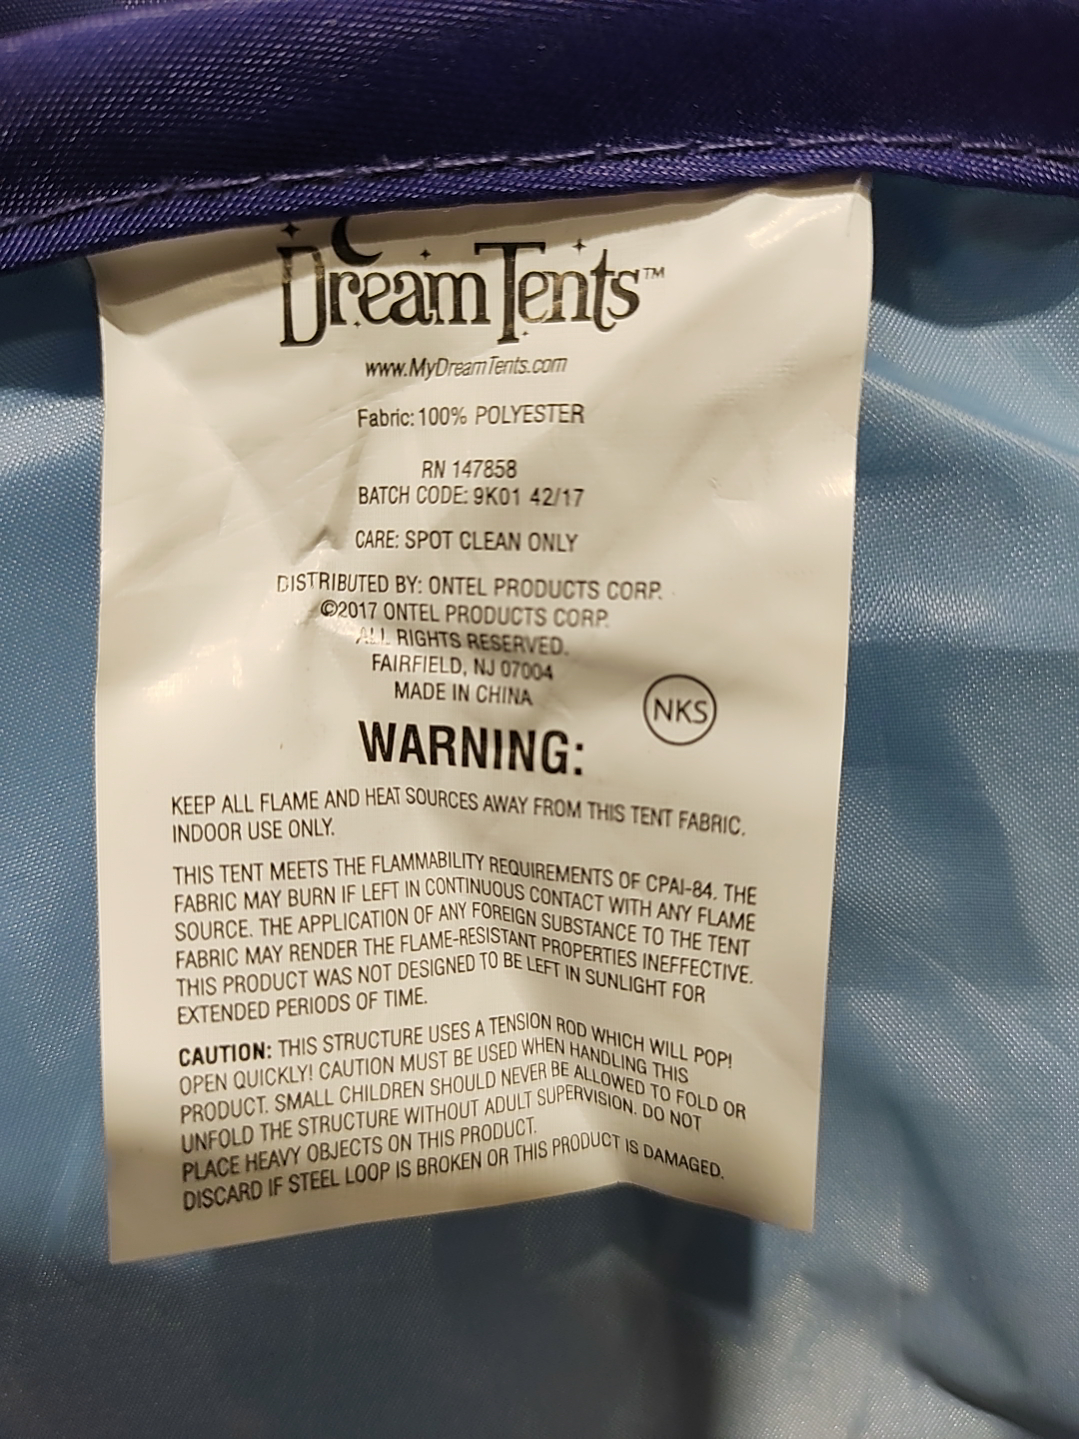 Dream Tents™
www.MyDreamTents.com
Fabric: 100% POLYESTER
RN 147858
BATCH CODE: 9K01 42/17
CARE: SPOT CLEAN ONLY
DISTRIBUTED BY: ONTEL PRODUCTS CORP.
©2017 ONTEL PRODUCTS CORP.
ALL RIGHTS RESERVED.
FAIRFIELD, NJ 07004
MADE IN CHINA
NKS
WARNING:
KEEP ALL FLAME AND HEAT SOURCES AWAY FROM THIS TENT FABRIC.
INDOOR USE ONLY.
THIS TENT MEETS THE FLAMMABILITY REQUIREMENTS OF CPAI-84. THE
FABRIC MAY BURN IF LEFT IN CONTINUOUS CONTACT WITH ANY FLAME
SOURCE. THE APPLICATION OF ANY FOREIGN SUBSTANCE TO THE TENT
FABRIC MAY RENDER THE FLAME-RESISTANT PROPERTIES INEFFECTIVE.
THIS PRODUCT WAS NOT DESIGNED TO BE LEFT IN SUNLIGHT FOR
EXTENDED PERIODS OF TIME.
CAUTION: THIS STRUCTURE USES A TENSION ROD WHICH WILL POP!
OPEN QUICKLY! CAUTION MUST BE USED WHEN HANDLING THIS
PRODUCT. SMALL CHILDREN SHOULD NEVER BE ALLOWED TO FOLD OR
UNFOLD THE STRUCTURE WITHOUT ADULT SUPERVISION. DO NOT
PLACE HEAVY OBJECTS ON THIS PRODUCT.
DISCARD IF STEEL LOOP IS BROKEN OR THIS PRODUCT IS DAMAGED.